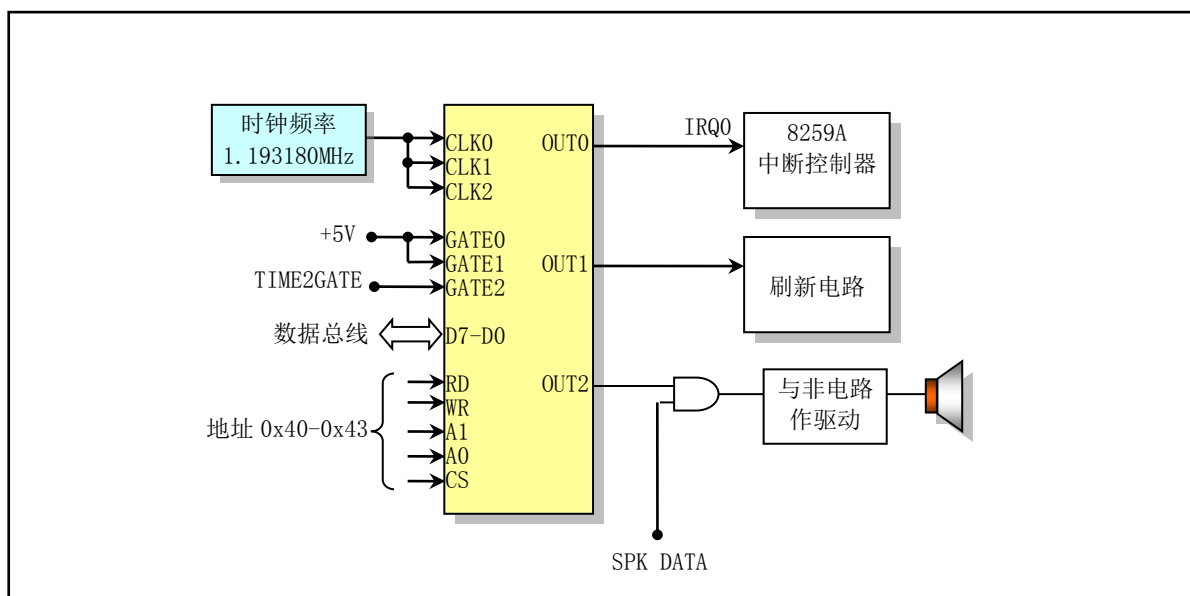 时钟频率
1.193180MHz
CLK0
CLK1
CLK2
+5V
GATE0
GATE1
TIME2GATE
GATE2
数据总线
D7-D0
地址 0x40-0x43
RD
WR
A1
A0
CS
OUT0
IRQ0
8259A
中断控制器
OUT1
刷新电路
OUT2
与非电路
作驱动
SPK DATA